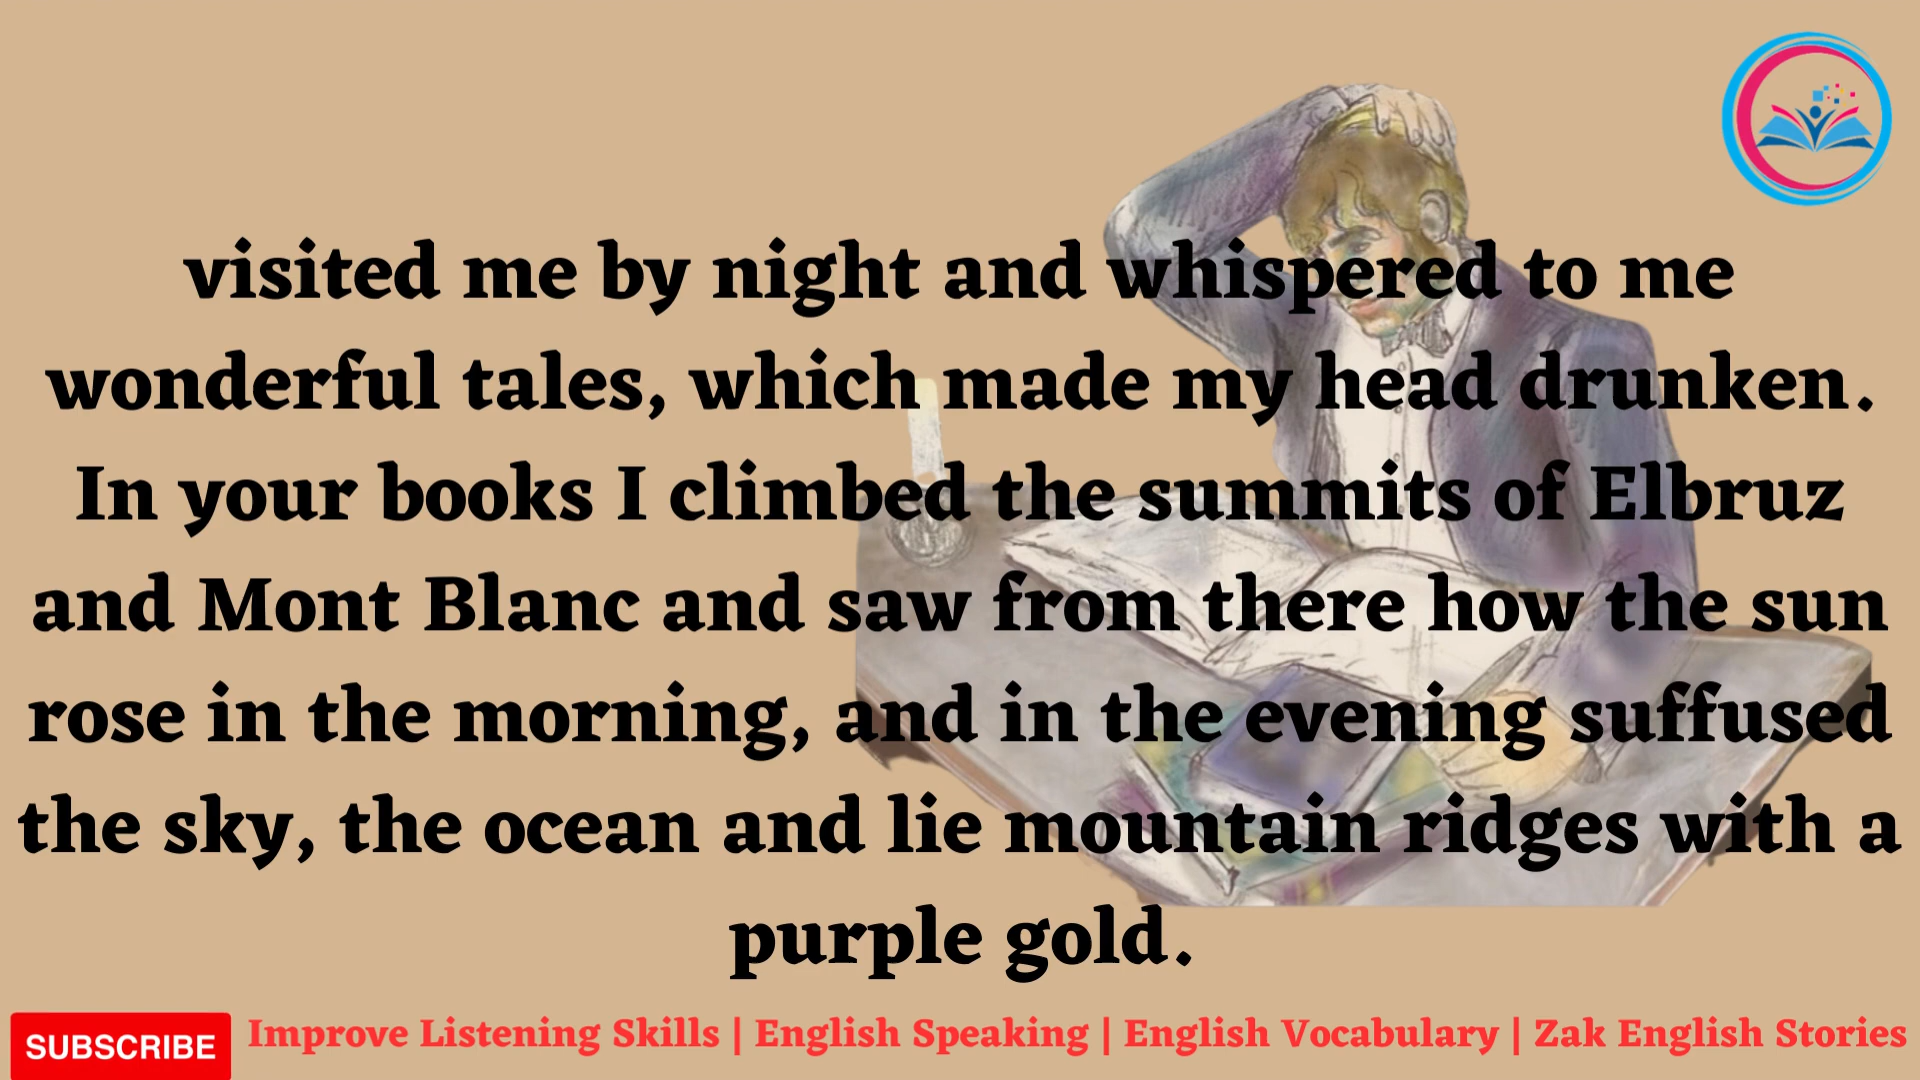 visited me by night and whispered to me
wonderful tales, which made my head drunken.
In your books I climbed the summits of Elbruz
and Mont Blanc and saw from there how the sun
rose in the morning, and in the evening suffused
the sky, the ocean and lie mountain ridges with a
purple gold.
SUBSCRIBE
Improve Listening Skills | English Speaking | English Vocabulary | Zak English Stories